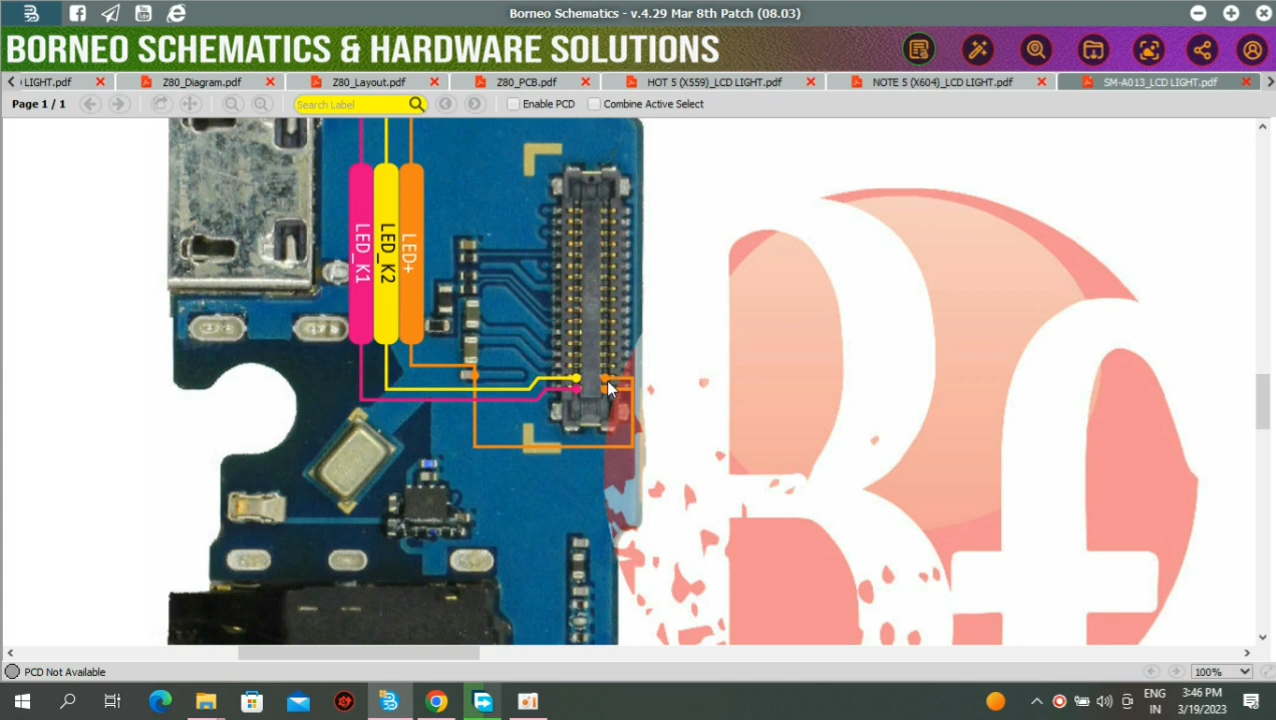 Borneo Schematics - v.4.29 Mar 8th Patch (08.03)
BORNEO SCHEMATICS & HARDWARE SOLUTIONS
LIGHT.pdf
Z80_Diagram.pdf
Z80_Layout.pdf
Z80_PCB.pdf
HOT 5 (X559)_LCD LIGHT.pdf
NOTE 5 (X604)_LCD LIGHT.pdf
SM-A013_LCD LIGHT.pdf
Page 1 / 1
Search Label
Enable PCD
Combine Active Select
LED_K1
LED_K2
LED+
PCD Not Available
100%
ENG
IN
3:46 PM
3/19/2023